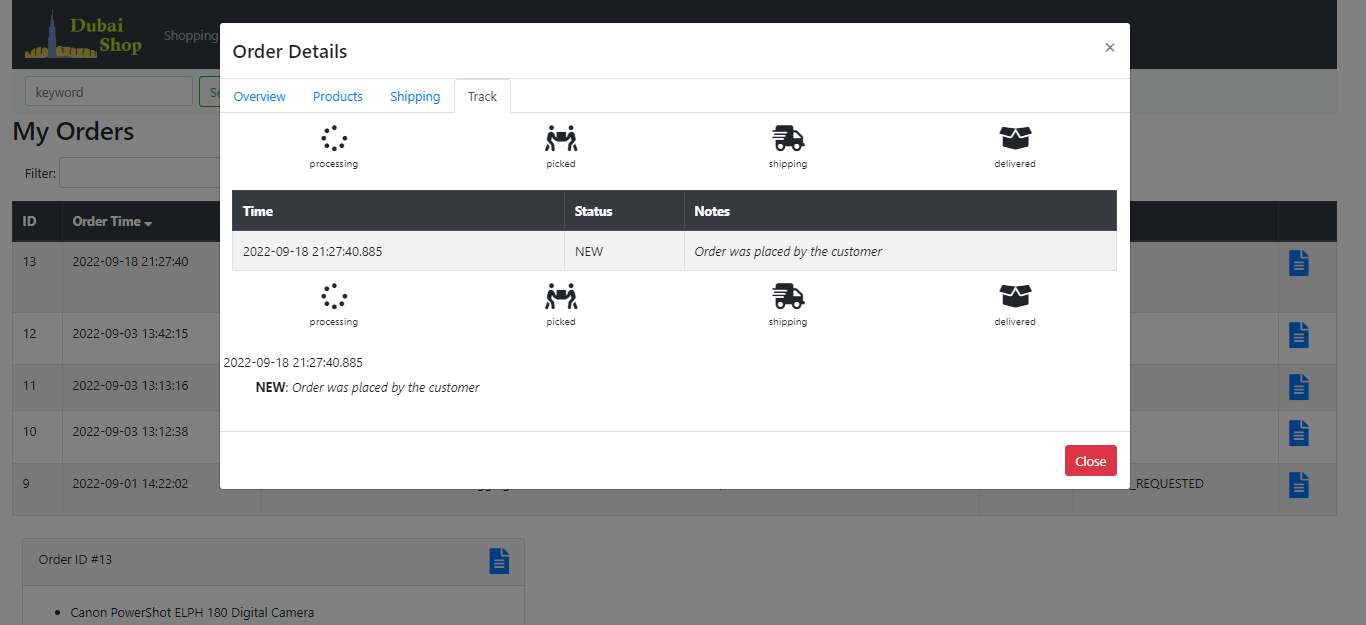 Dubai
Shop
Shopping
Order Details
×
keyword
Se
Overview Products Shipping Track
My Orders
processing picked shipping delivered
Filter:
Time Status Notes
ID Order Time
2022-09-18 21:27:40.885 NEW Order was placed by the customer
13 2022-09-18 21:27:40
processing picked shipping delivered
12 2022-09-03 13:42:15
2022-09-18 21:27:40.885
NEW: Order was placed by the customer
11 2022-09-03 13:13:16
10 2022-09-03 13:12:38
Close
9 2022-09-01 14:22:02 _REQUESTED
Order ID #13
• Canon PowerShot ELPH 180 Digital Camera